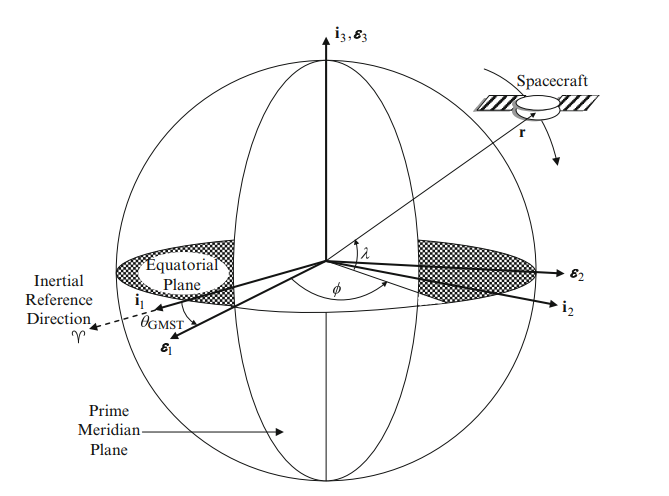 i₃,ε₃
Spacecraft
r
λ
Equatorial
Plane
ε₂
Inertial
Reference
Direction
♈
i₁
ϕ
i₂
θGMST
ε₁
Prime
Meridian
Plane